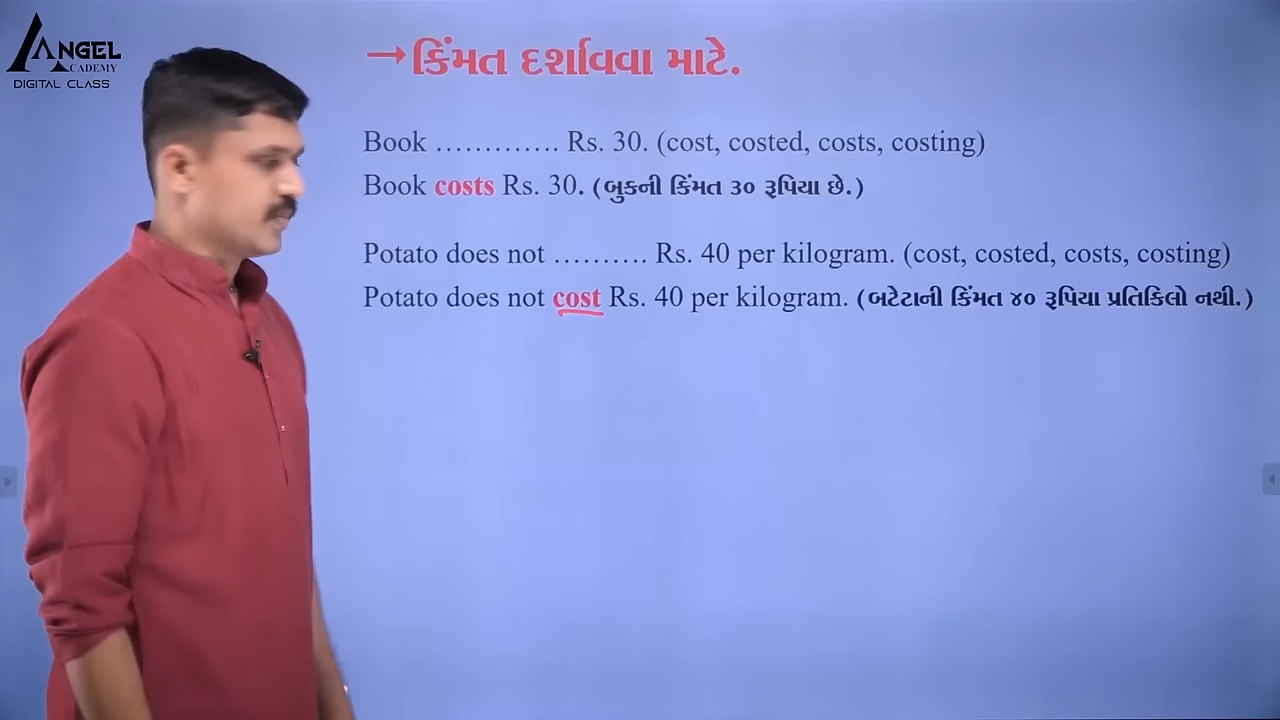 ANGEL
ACADEMY
DIGITAL CLASS
→કિંમત દર્શાવવા માટે.
Book …………. Rs. 30. (cost, costed, costs, costing)
Book costs Rs. 30. (બુકની કિંમત ૩૦ રૂપિયા છે.)
Potato does not ………. Rs. 40 per kilogram. (cost, costed, costs, costing)
Potato does not cost Rs. 40 per kilogram. (બટેટાની કિંમત ૪૦ રૂપિયા પ્રતિકિલો નથી.)